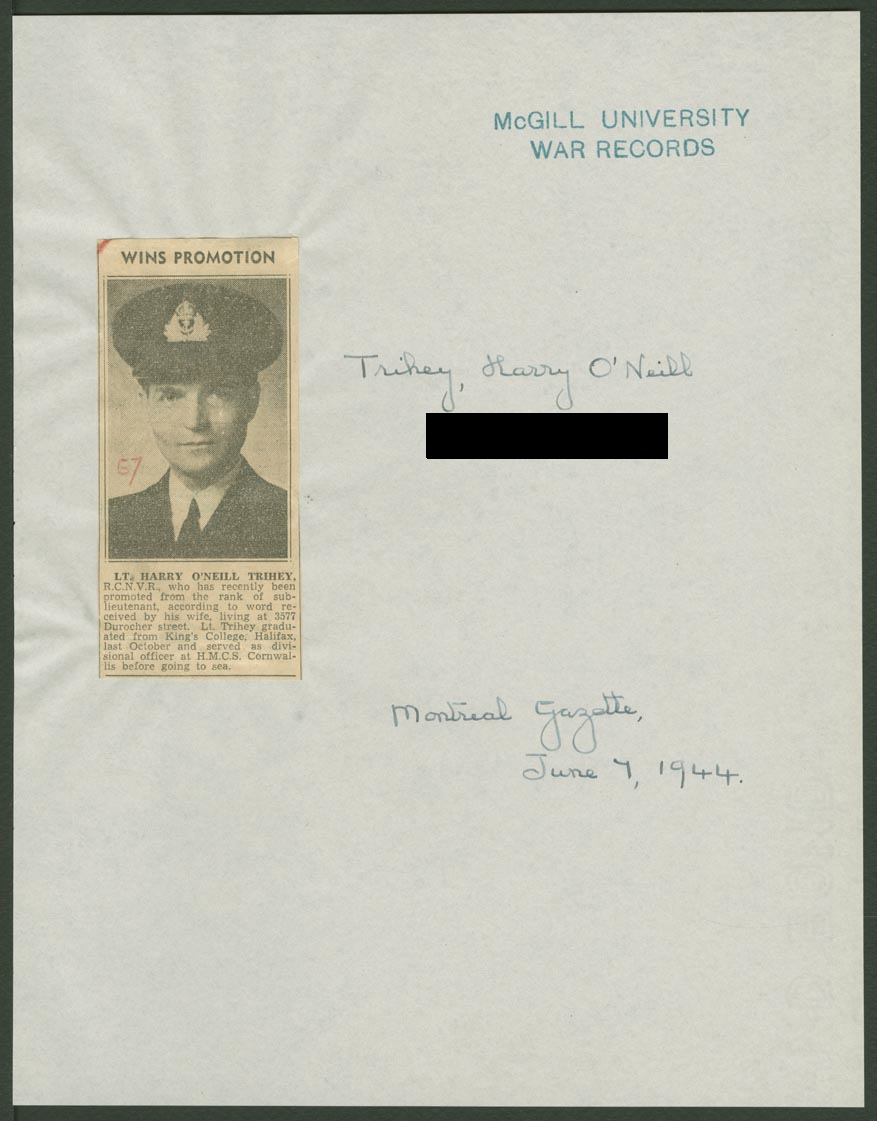 McGILL UNIVERSITY
WAR RECORDS
WINS PROMOTION
Trihey, Harry O'Neill
67
LT. HARRY O'NEILL TRIHEY,
R.C.N.V.R., who has recently been
promoted from the rank of sub-
lieutenant, according to word re-
ceived by his wife, living at 3577
Durocher street. Lt. Trihey gradu-
ated from King's College, Halifax,
last October and served as divi-
sional officer at H.M.C.S. Cornwal-
lis before going to sea.
Montreal Gazette,
June 7, 1944.